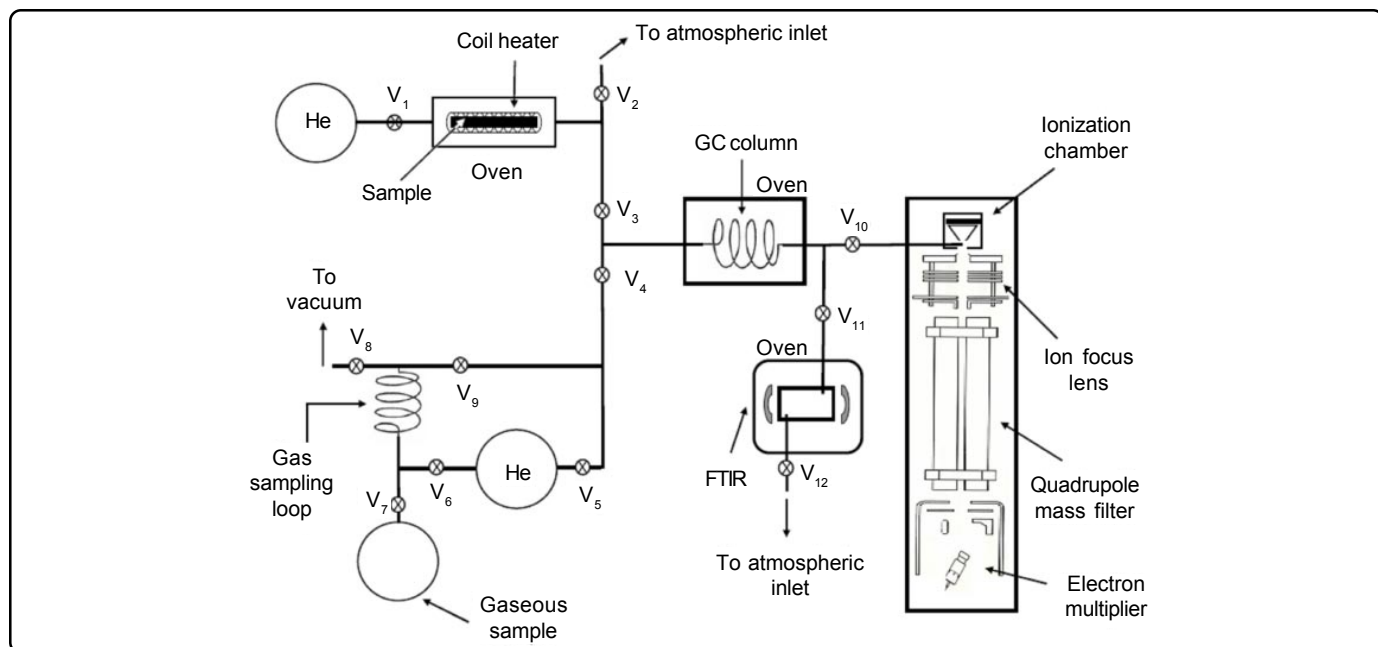 To atmospheric inlet
Coil heater
V1
He
V2
Sample
Oven
V3
GC column
Oven
Ionization
chamber
V10
V4
To
vacuum
V8
V9
V11
Oven
Ion focus
lens
Gas
sampling
loop
He
V6
V5
V7
FTIR
V12
Quadrupole
mass filter
To atmospheric
inlet
Electron
multiplier
Gaseous
sample